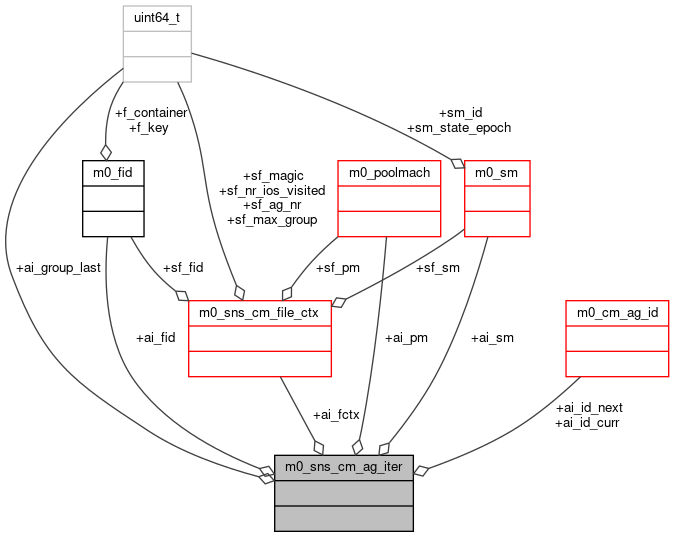 uint64_t
+f_container
+f_key
+sm_id
+sm_state_epoch
m0_fid
m0_poolmach
m0_sm
+sf_magic
+sf_nr_ios_visited
+sf_ag_nr
+sf_max_group
+ai_group_last
+sf_fid
+sf_pm
+sf_sm
m0_sns_cm_file_ctx
m0_cm_ag_id
+ai_fid
+ai_pm
+ai_sm
+ai_fctx
+ai_id_next
+ai_id_curr
m0_sns_cm_ag_iter